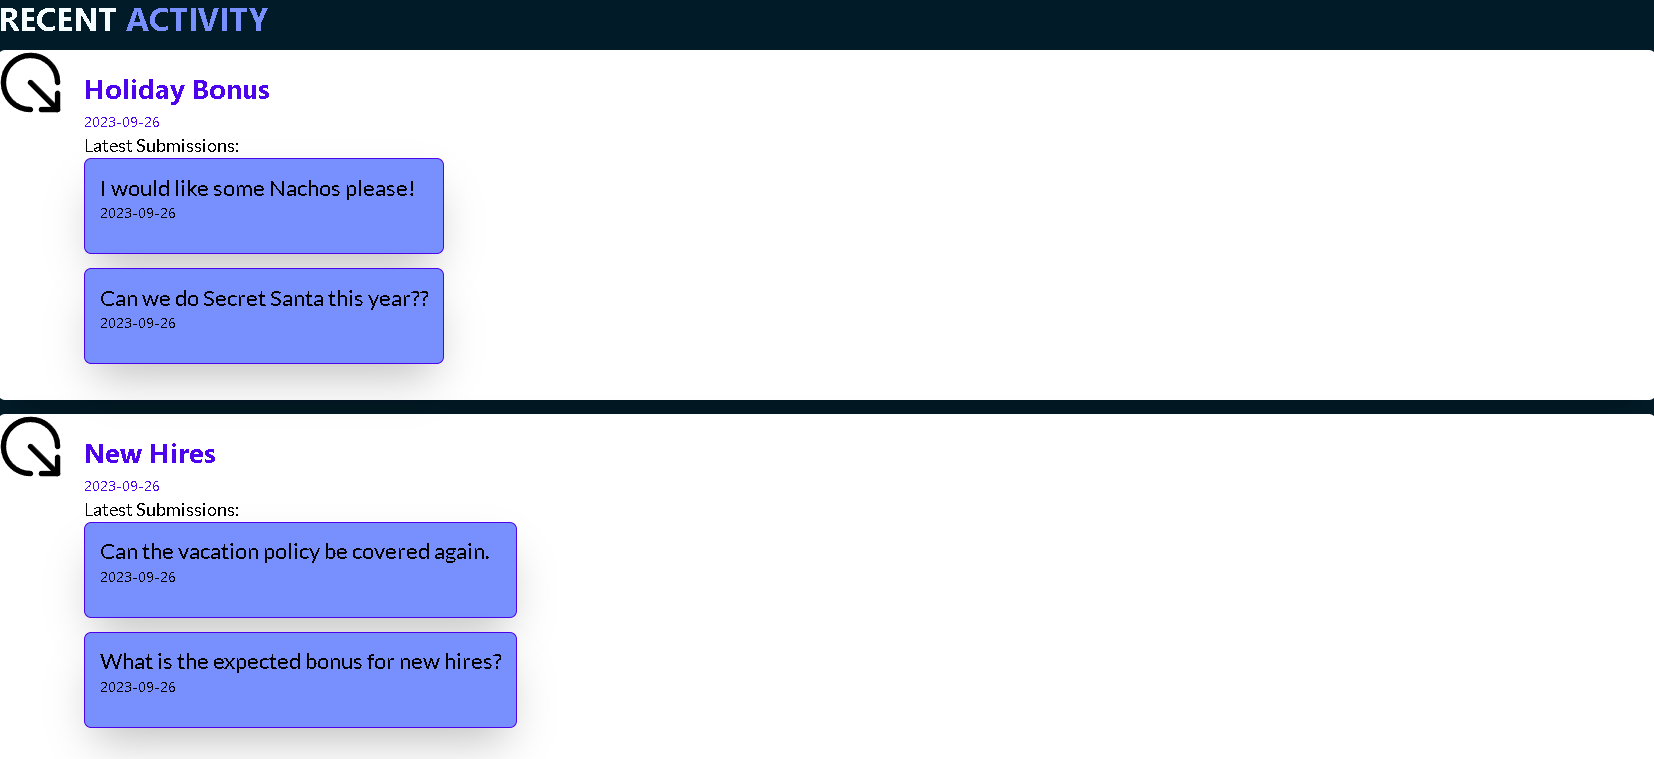 RECENT ACTIVITY
Holiday Bonus
2023-09-26
Latest Submissions:
I would like some Nachos please!
2023-09-26
Can we do Secret Santa this year??
2023-09-26
New Hires
2023-09-26
Latest Submissions:
Can the vacation policy be covered again.
2023-09-26
What is the expected bonus for new hires?
2023-09-26